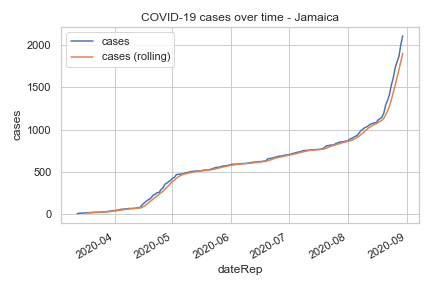 COVID-19 cases over time - Jamaica
cases
cases (rolling)
2000
1500
1000
500
0
cases
2020-04
2020-05
2020-06
2020-07
2020-08
2020-09
dateRep